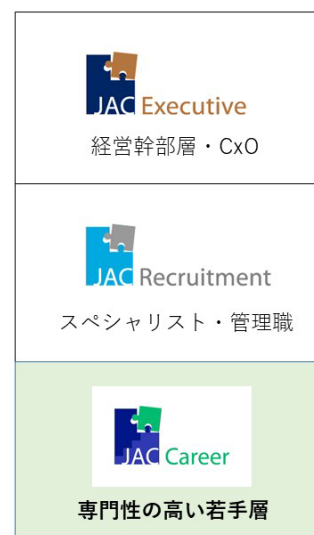 JAC Executive
経営幹部層・CxO
JAC Recruitment
スペシャリスト・管理職
JAC Career
専門性の高い若手層